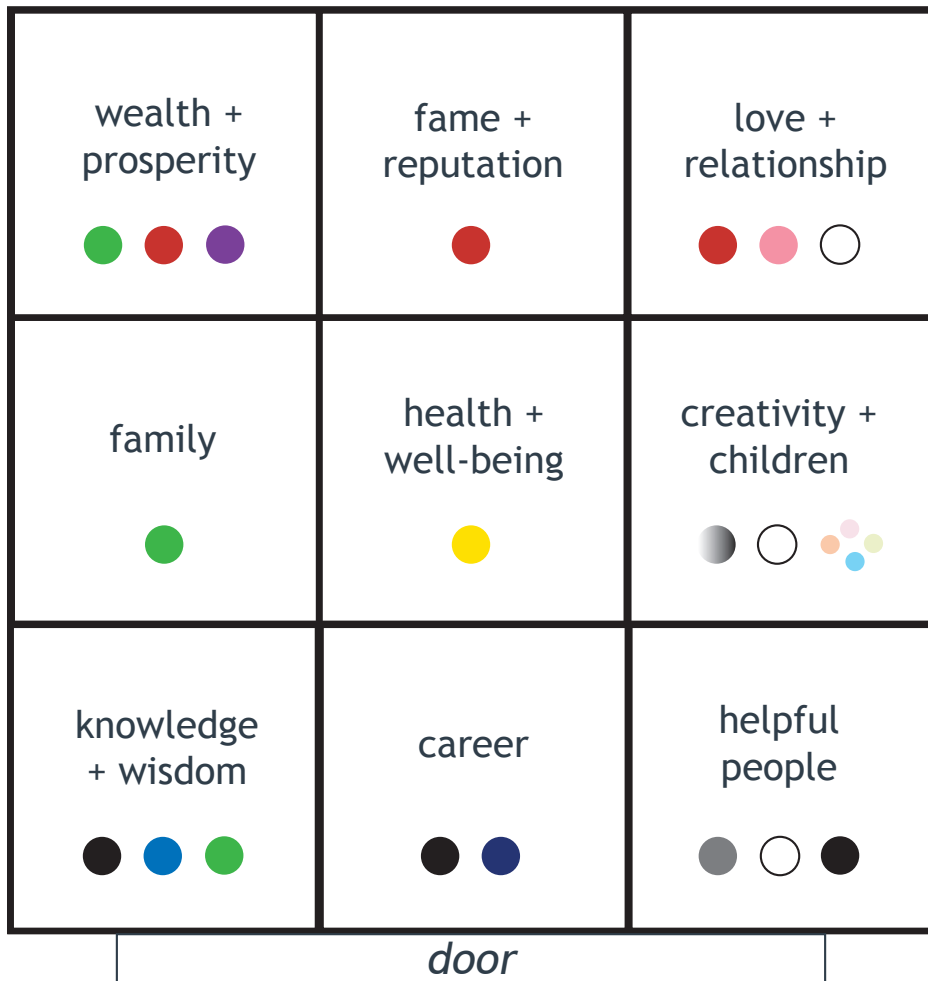 wealth +
prosperity
fame +
reputation
love +
relationship
family
health +
well-being
creativity +
children
knowledge
+ wisdom
career
helpful
people
door